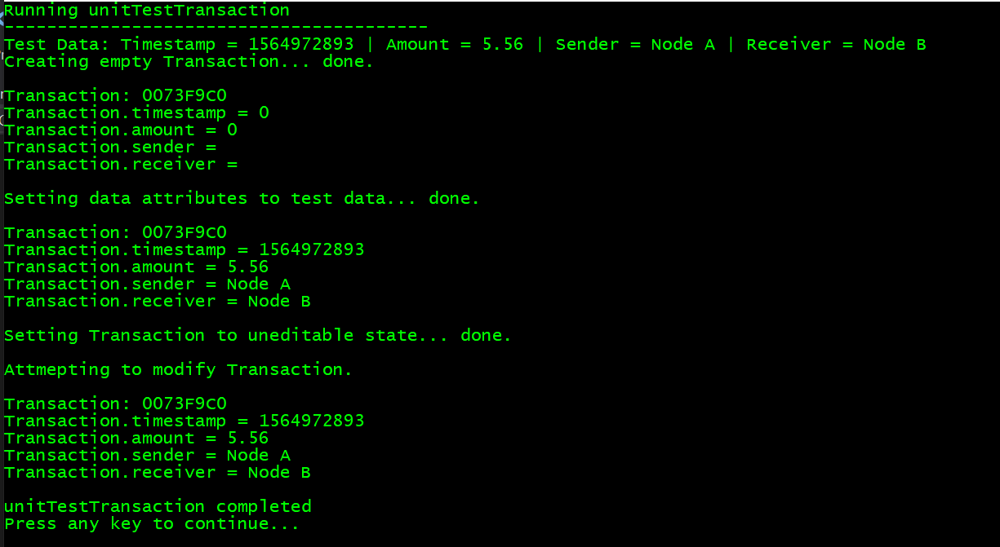 Running unitTestTransaction
----------------------------------------
Test Data: Timestamp = 1564972893 | Amount = 5.56 | Sender = Node A | Receiver = Node B
Creating empty Transaction... done.
Transaction: 0073F9C0
Transaction.timestamp = 0
Transaction.amount = 0
Transaction.sender =
Transaction.receiver =
Setting data attributes to test data... done.
Transaction: 0073F9C0
Transaction.timestamp = 1564972893
Transaction.amount = 5.56
Transaction.sender = Node A
Transaction.receiver = Node B
Setting Transaction to uneditable state... done.
Attmepting to modify Transaction.
Transaction: 0073F9C0
Transaction.timestamp = 1564972893
Transaction.amount = 5.56
Transaction.sender = Node A
Transaction.receiver = Node B
unitTestTransaction completed
Press any key to continue...